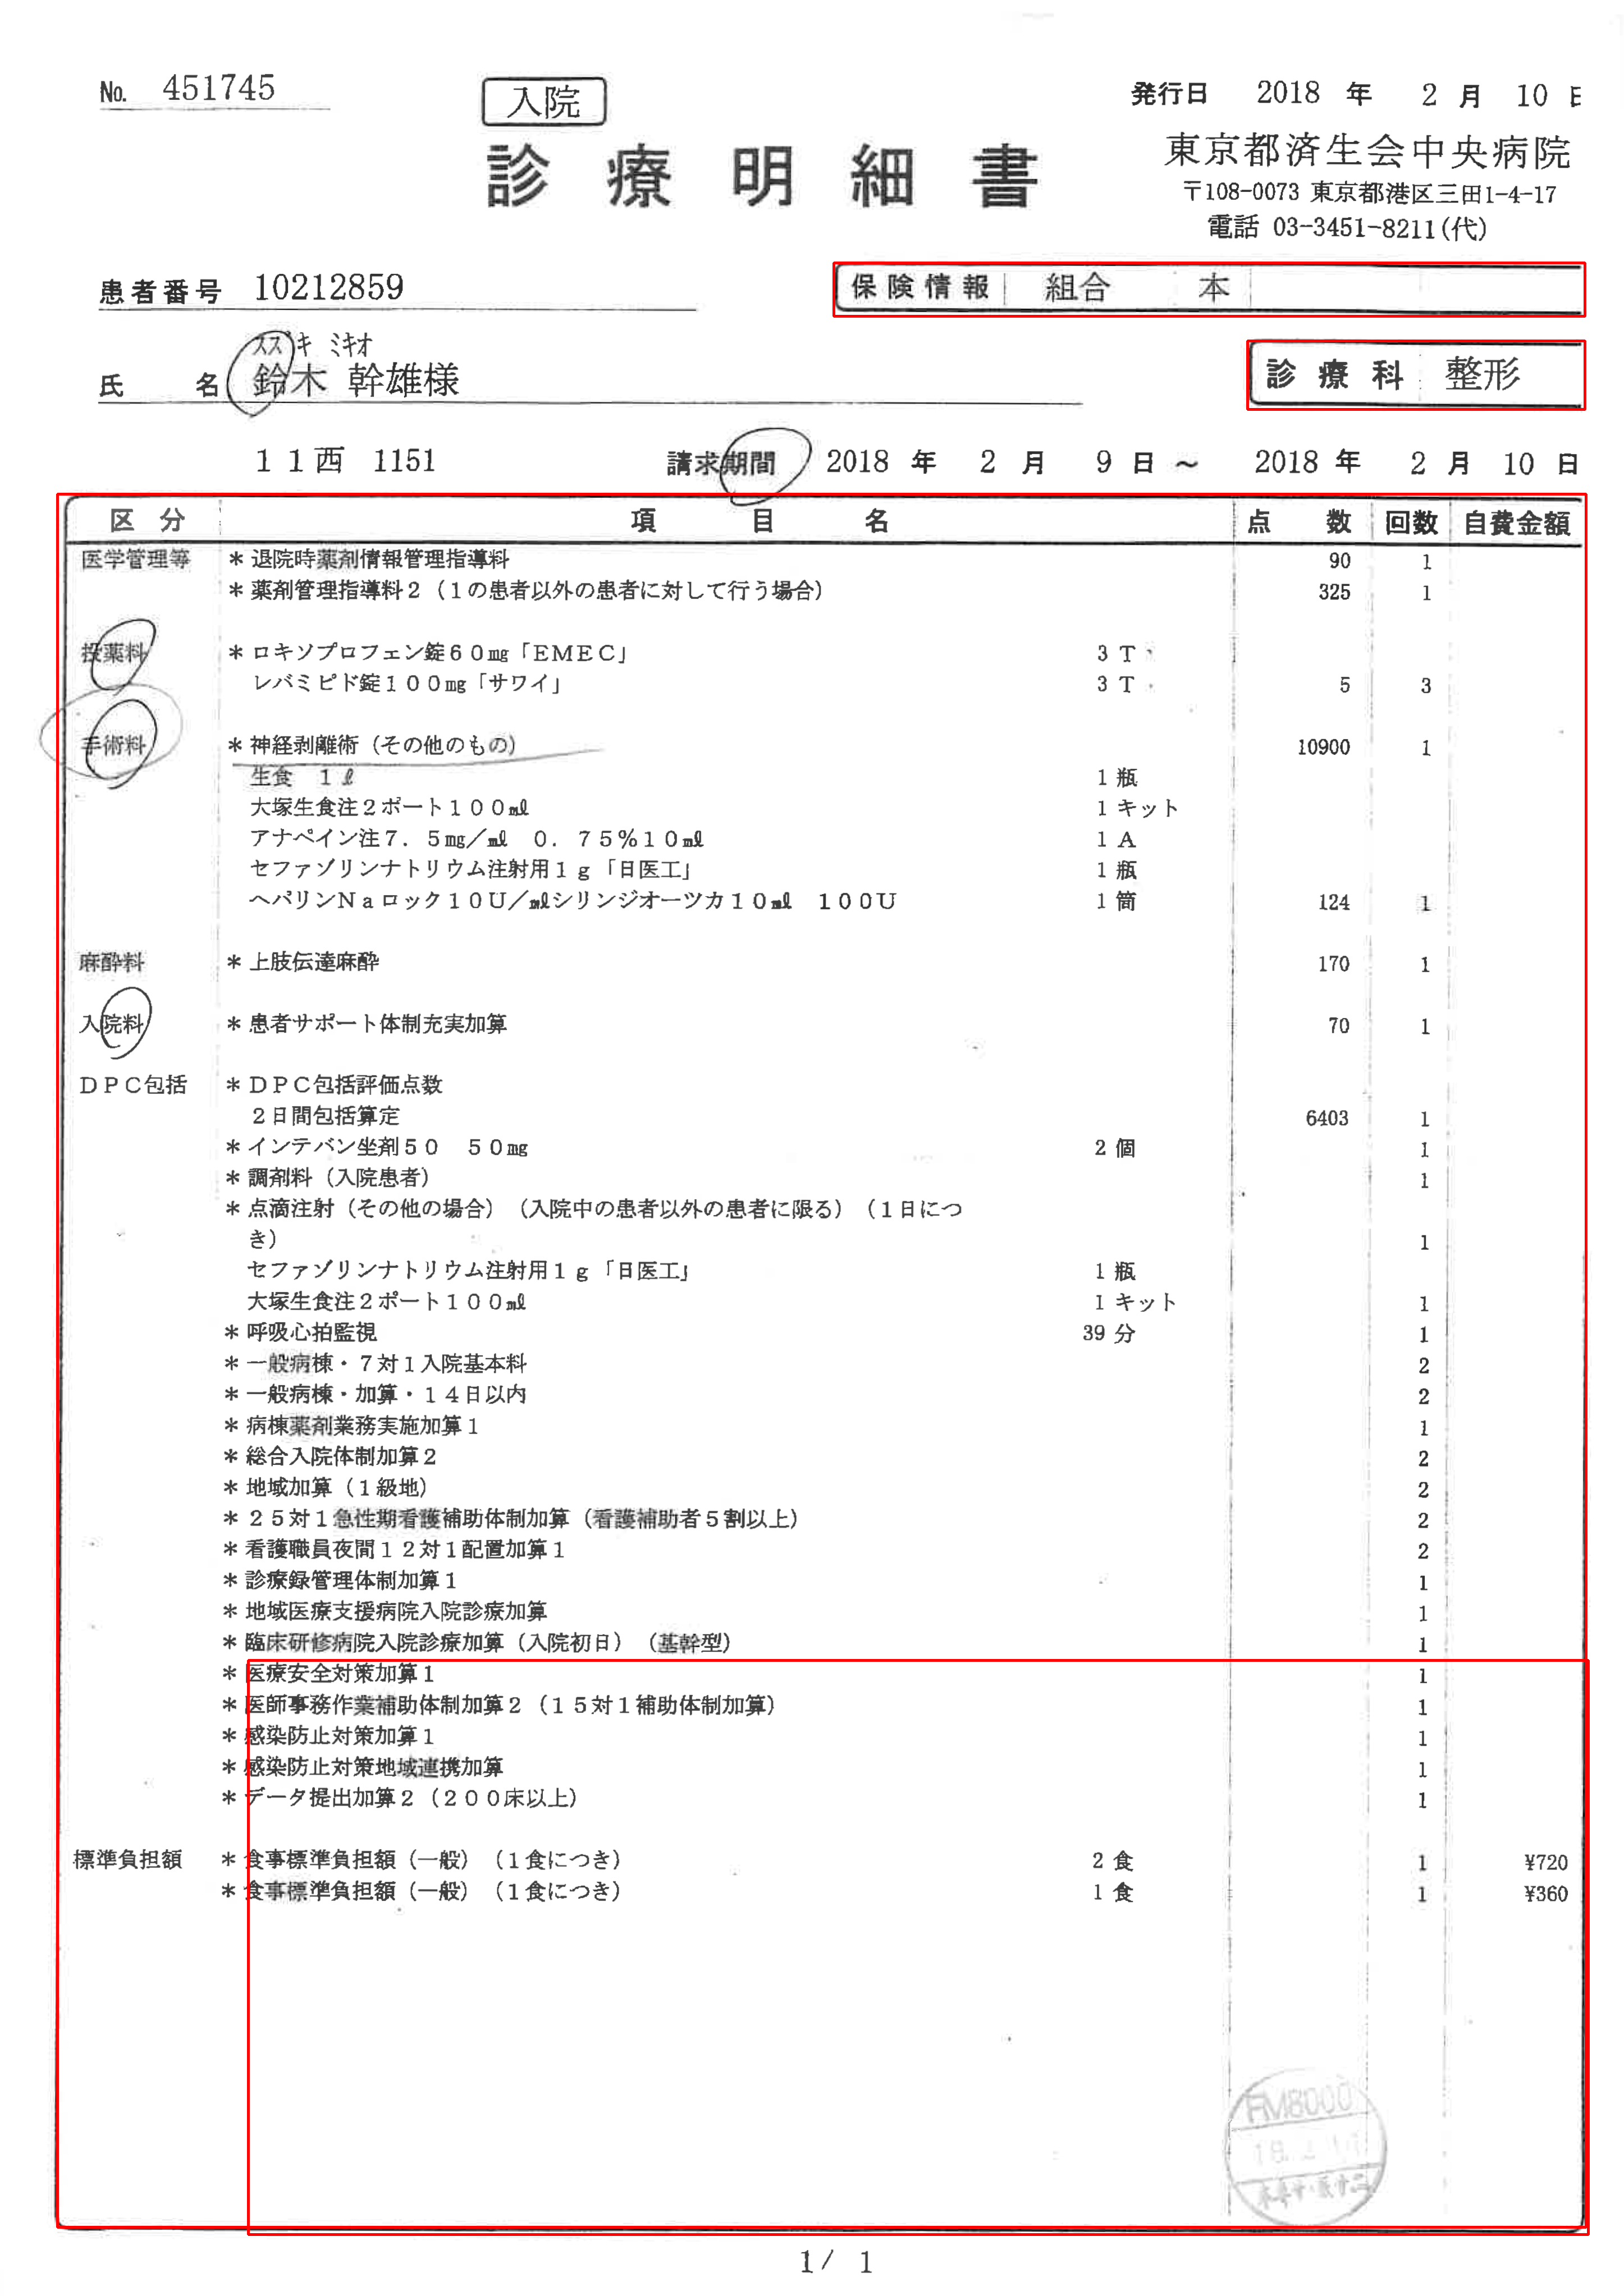 No. 451745
入院
発行日 2018 年 2 月 10 日
診療明細書
東京都済生会中央病院
〒108-0073 東京都港区三田1-4-17
電話 03-3451-8211(代)
患者番号 10212859
保険情報 組合 本
ｽｽﾞｷ ﾐｷｵ
氏名 鈴木 幹雄様
診療科 整形
11西 1151
請求期間 2018 年 2 月 9 日 ~ 2018 年 2 月 10 日
区分 項目名 点数 回数 自費金額
医学管理等 *退院時薬剤情報管理指導料 90 1
*薬剤管理指導料2（1の患者以外の患者に対して行う場合） 325 1
投薬料 *ロキソプロフェン錠60㎎「EMEC」 3 T
レバミピド錠100㎎「サワイ」 3 T 5 3
手術料 *神経剥離術（その他のもの） 10900 1
生食 1ℓ 1 瓶
大塚生食注2ポート100㎖ 1 キット
アナペイン注7．5㎎／㎖ 0．75％10㎖ 1 A
セファゾリンナトリウム注射用1g「日医工」 1 瓶
ヘパリンNaロック10U／㎖シリンジオーツカ10㎖ 100U 1 筒 124 1
麻酔料 *上肢伝達麻酔 170 1
入院料 *患者サポート体制充実加算 70 1
DPC包括 *DPC包括評価点数
2日間包括算定 6403 1
*インテバン坐剤50 50㎎ 2 個 1
*調剤料（入院患者） 1
*点滴注射（その他の場合）（入院中の患者以外の患者に限る）（1日につ
き） 1
セファゾリンナトリウム注射用1g「日医工」 1 瓶
大塚生食注2ポート100㎖ 1 キット 1
*呼吸心拍監視 39 分 1
*一般病棟・7対1入院基本料 2
*一般病棟・加算・14日以内 2
*病棟薬剤業務実施加算1 1
*総合入院体制加算2 2
*地域加算（1級地） 2
*25対1急性期看護補助体制加算（看護補助者5割以上） 2
*看護職員夜間12対1配置加算1 2
*診療録管理体制加算1 1
*地域医療支援病院入院診療加算 1
*臨床研修病院入院診療加算（入院初日）（基幹型） 1
*医療安全対策加算1 1
*医師事務作業補助体制加算2（15対1補助体制加算） 1
*感染防止対策加算1 1
*感染防止対策地域連携加算 1
*データ提出加算2（200床以上） 1
標準負担額 *食事標準負担額（一般）（1食につき） 2 食 1 ¥720
*食事標準負担額（一般）（1食につき） 1 食 1 ¥360
FM8000
1/ 1